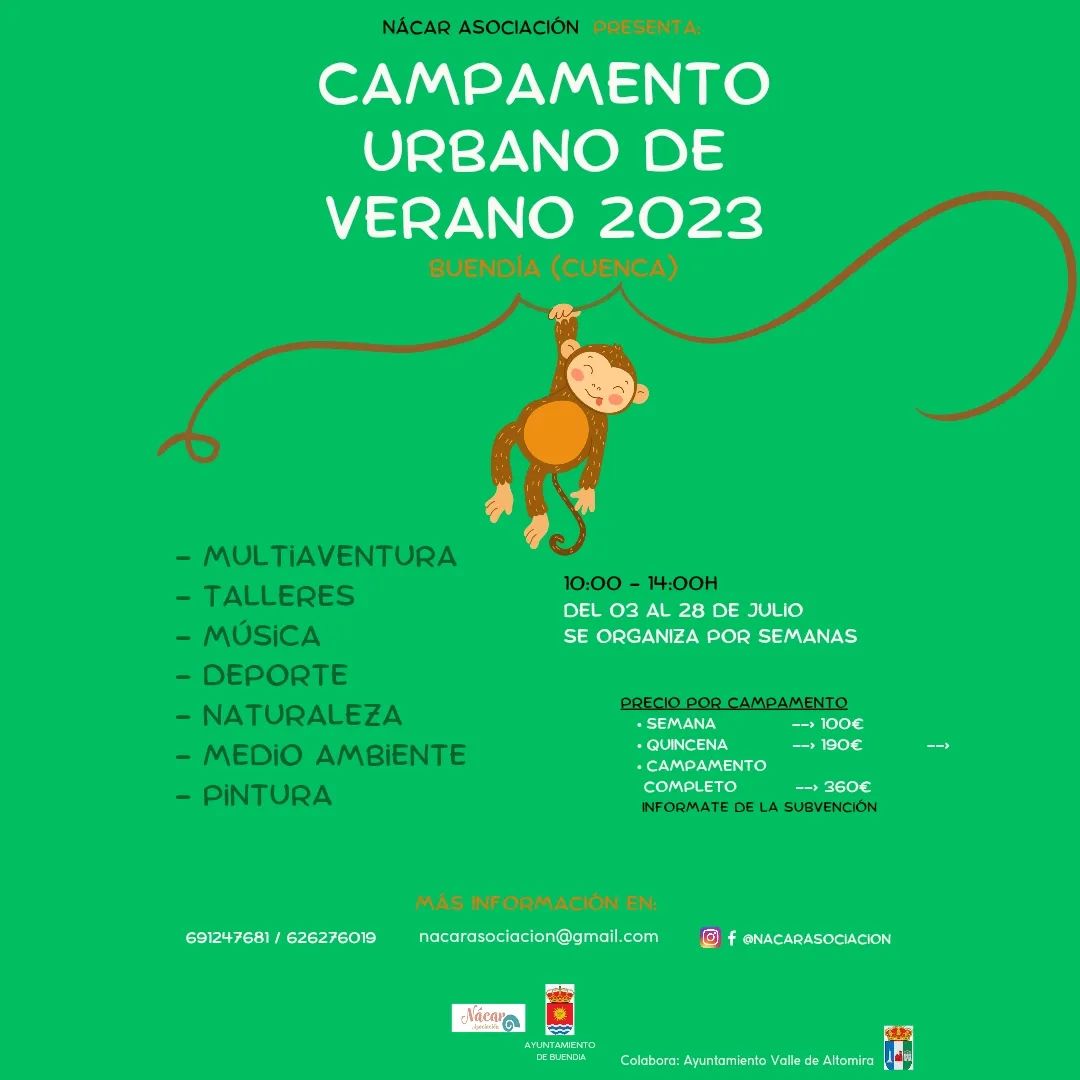 NÁCAR ASOCIACIÓN PRESENTA:
CAMPAMENTO
URBANO DE
VERANO 2023
BUENDÍA (CUENCA)
- MULTiAVENTURA
- TALLERES
- MÚSiCA
- DEPORTE
- NATURALEZA
- MEDiO AMBiENTE
- PiNTURA
10:00 - 14:00H
DEL 03 AL 28 DE JULIO
SE ORGANIZA POR SEMANAS
PRECIO POR CAMPAMENTO
• SEMANA --> 100€
• QUINCENA --> 190€ -->
• CAMPAMENTO
COMPLETO --> 360€
INFORMATE DE LA SUBVENCIÓN
MÁS INFORMACIÓN EN:
691247681 / 626276019 nacarasociacion@gmail.com @NACARASOCIACION
Nácar
asociación
AYUNTAMIENTO
DE BUENDIA
Colabora: Ayuntamiento Valle de Altomira